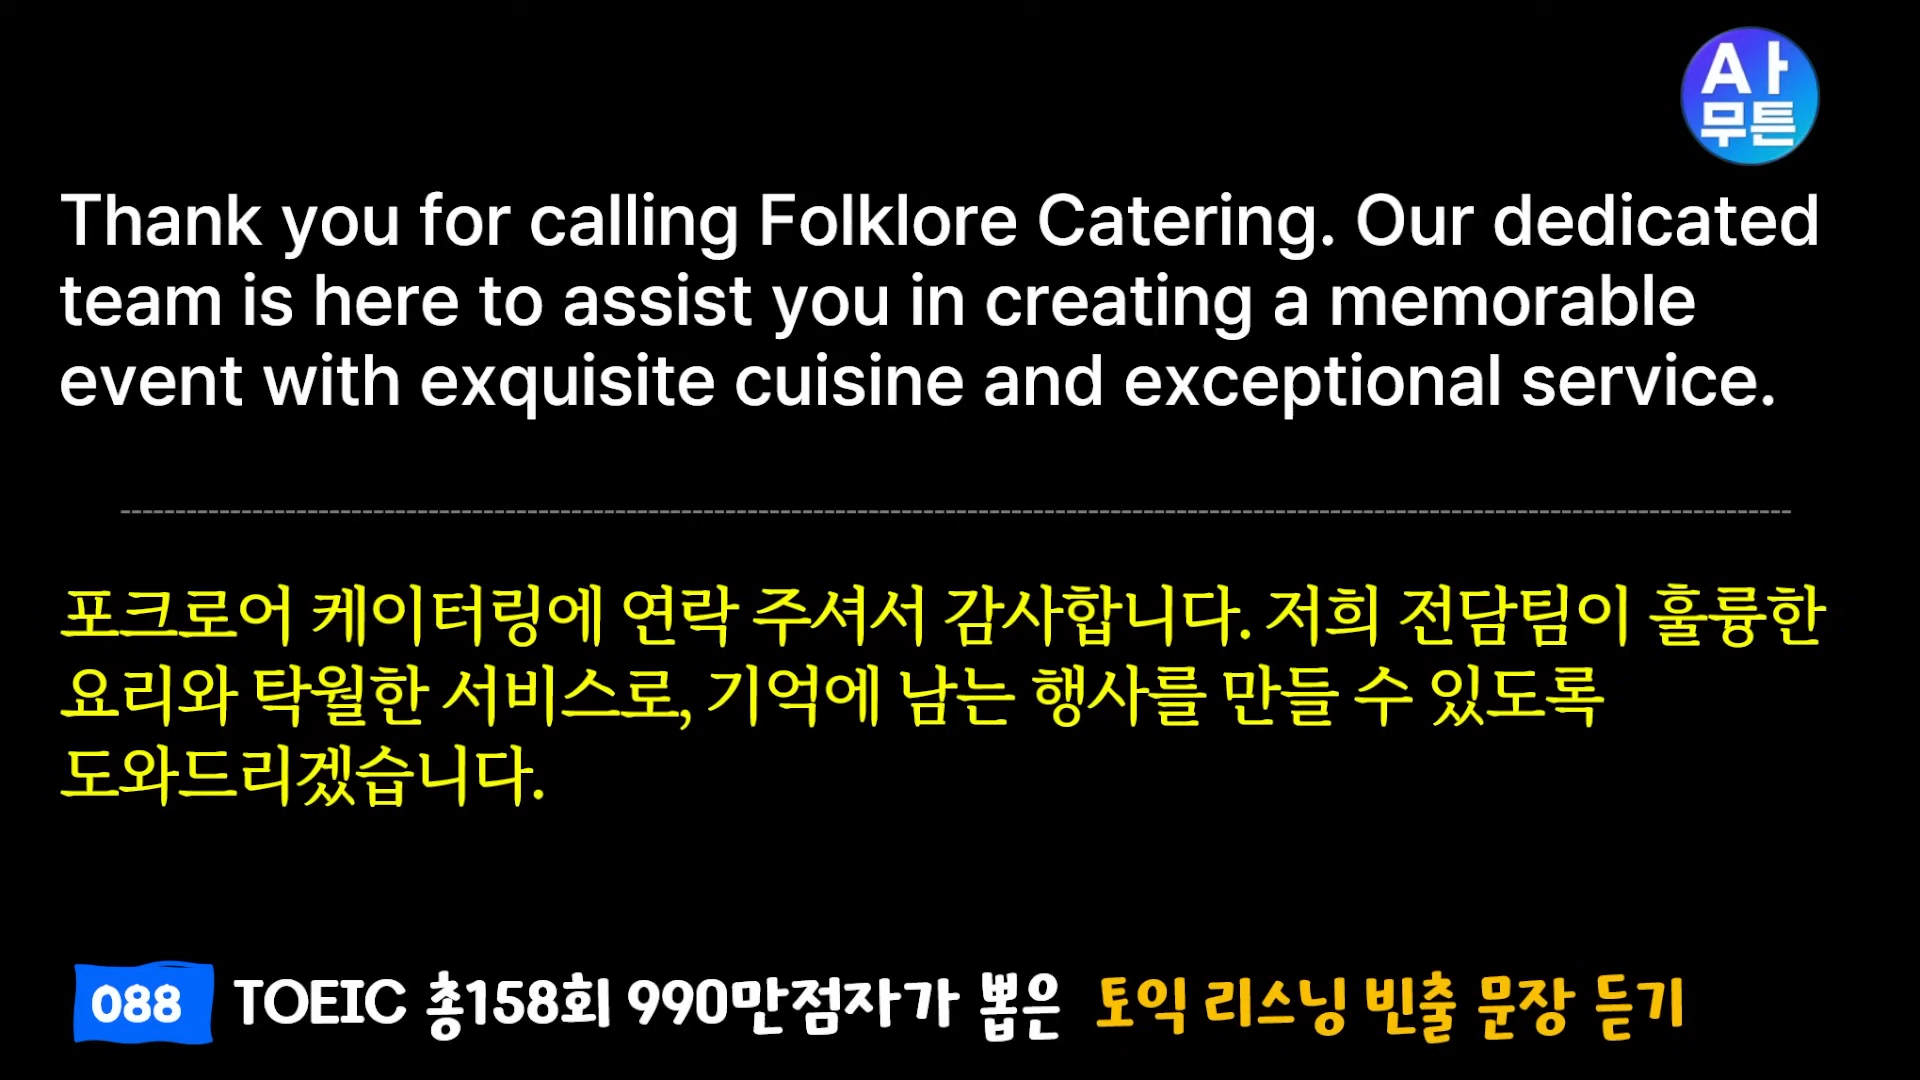 A사
무튼
Thank you for calling Folklore Catering. Our dedicated
team is here to assist you in creating a memorable
event with exquisite cuisine and exceptional service.
포크로어 케이터링에 연락 주셔서 감사합니다. 저희 전담팀이 훌륭한
요리와 탁월한 서비스로, 기억에 남는 행사를 만들 수 있도록
도와드리겠습니다.
088 TOEIC 총158회 990만점자가 뽑은 토익 리스닝 빈출 문장 듣기